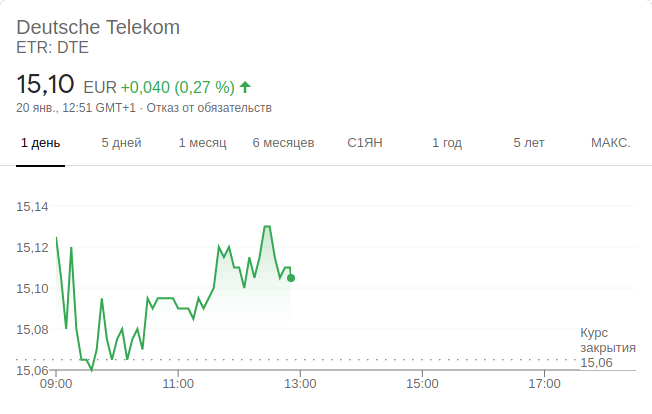 Deutsche Telekom
ETR: DTE
15,10 EUR +0,040 (0,27 %)
20 янв., 12:51 GMT+1 · Отказ от обязательств
1 день 5 дней 1 месяц 6 месяцев С1ЯН 1 год 5 лет МАКС.
15,14
15,12
15,10
15,08
15,06
Курс
закрытия
15,06
09:00 11:00 13:00 15:00 17:00